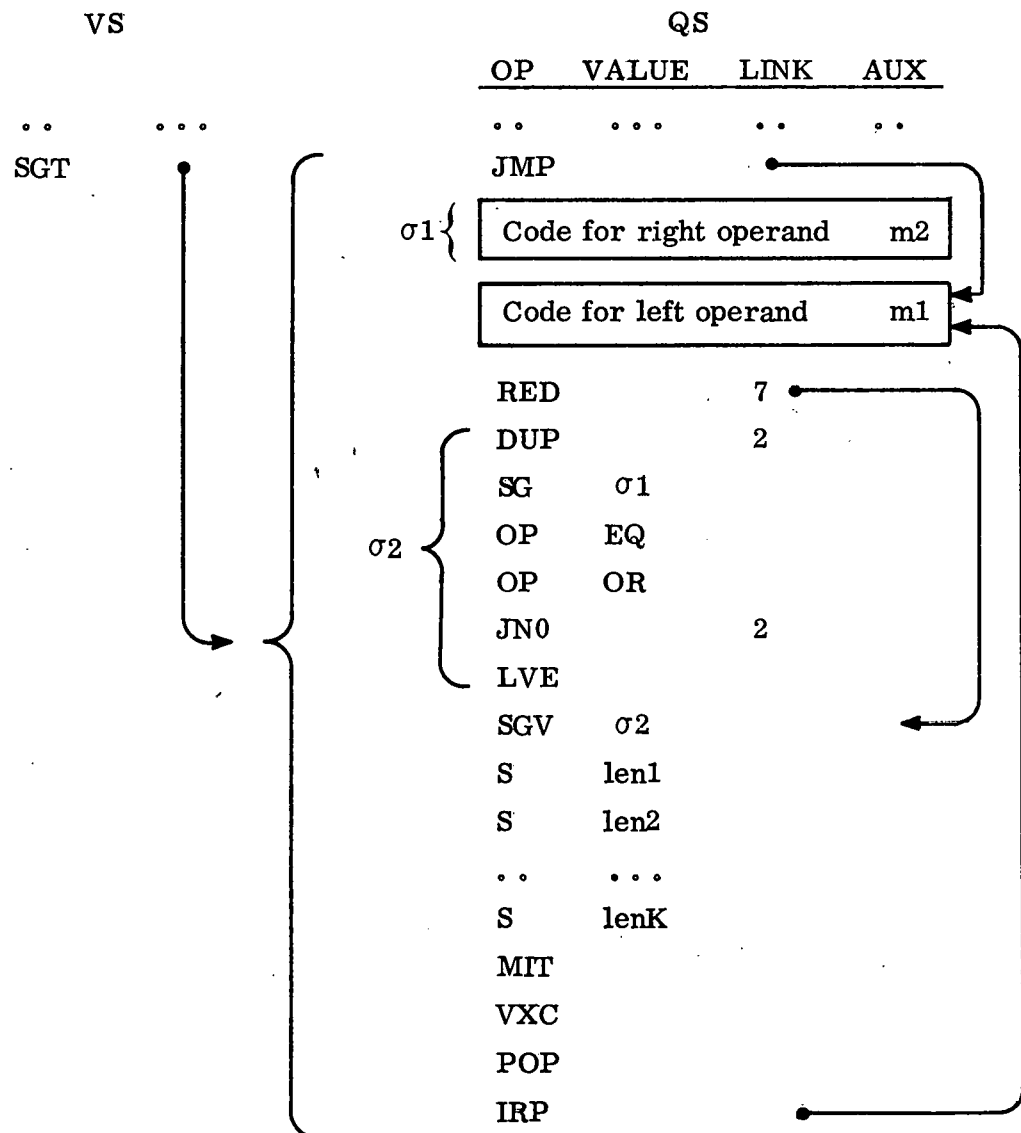 VS QS
OP VALUE LINK AUX
.. ... .. ... .. ..
SGT JMP
σ1 Code for right operand m2
Code for left operand m1
RED 7
DUP 2
SG σ1
σ2 OP EQ
OP OR
JN0 2
LVE
SGV σ2
S len1
S len2
.. ...
S lenK
MIT
VXC
POP
IRP